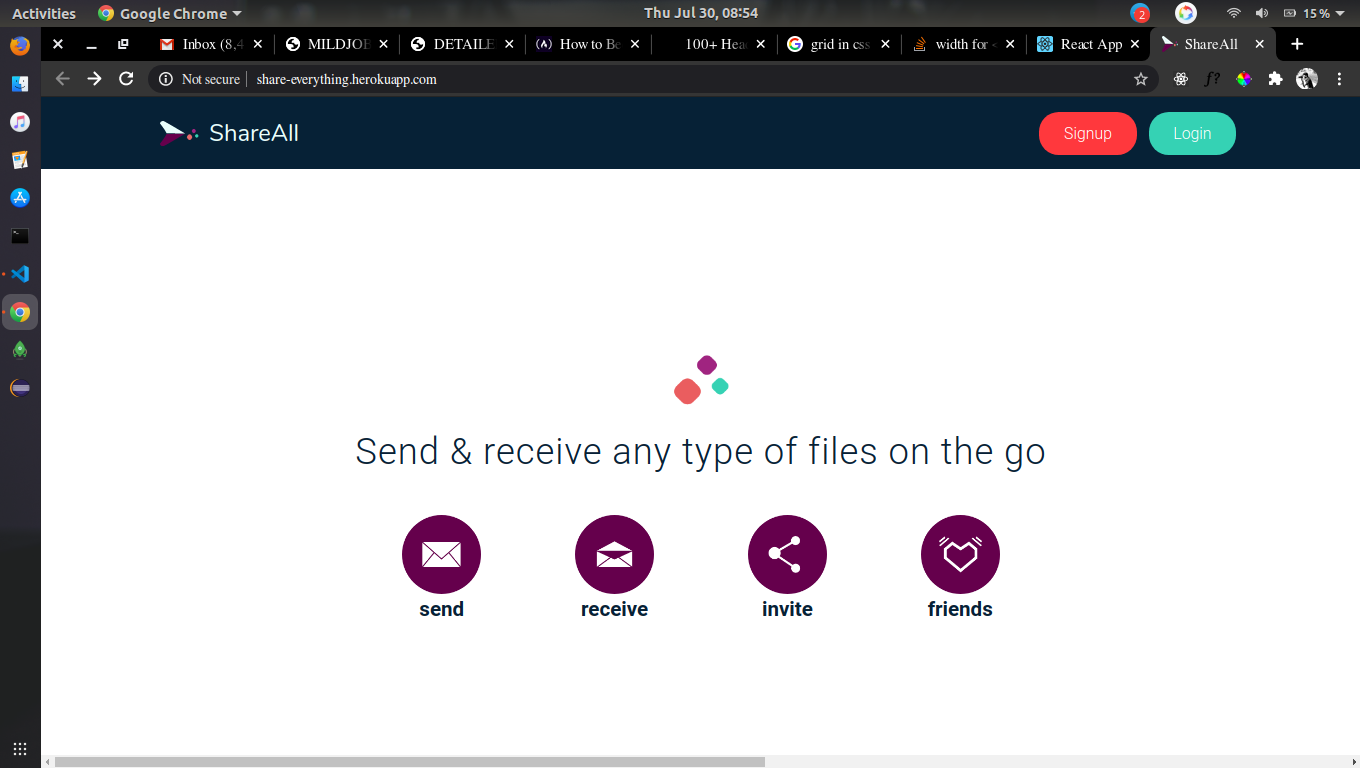 Activities Google Chrome Thu Jul 30, 08:54 2 15%
Inbox (8,4 MILDJOB DETAILE How to Be 100+ Hea grid in css width for < React App ShareAll
Not secure share-everything.herokuapp.com f?
ShareAll Signup Login
Send & receive any type of files on the go
send receive invite friends